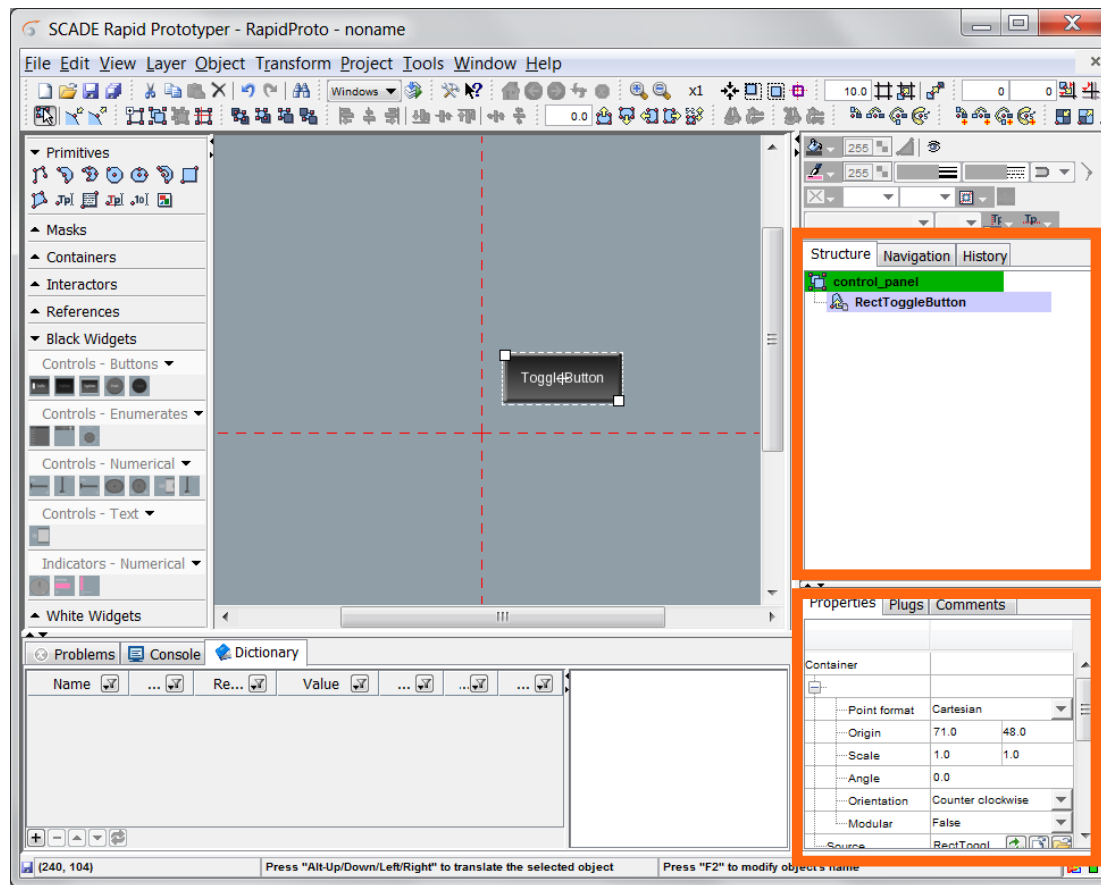 SCADE Rapid Prototyper - RapidProto - noname
File Edit View Layer Object Transform Project Tools Window Help
Windows x1 10.0 0 0
0.0
Primitives
Masks
Containers
Interactors
References
Black Widgets
Controls - Buttons
Controls - Enumerates
Controls - Numerical
Controls - Text
Indicators - Numerical
White Widgets
ToggleButton
255
255
Structure Navigation History
control_panel
RectToggleButton
Properties Plugs Comments
Container
Point format Cartesian
Origin 71.0 48.0
Scale 1.0 1.0
Angle 0.0
Orientation Counter clockwise
Modular False
Source RectToggl
Problems Console Dictionary
Name ... Re... Value ... ... ...
(240, 104) Press "Alt-Up/Down/Left/Right" to translate the selected object Press "F2" to modify object's name